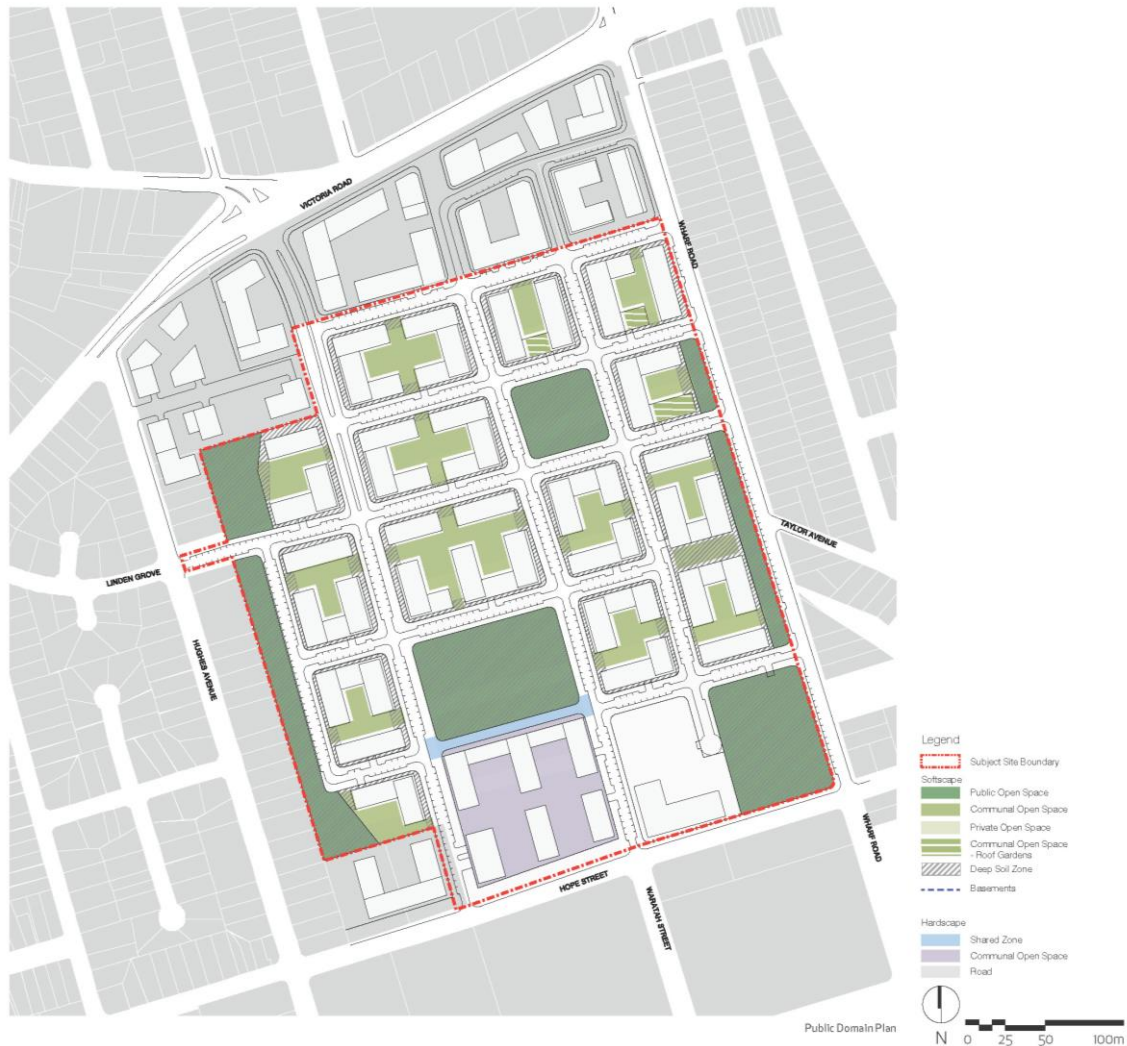 VICTORIA ROAD
WHARF ROAD
TAYLOR AVENUE
LINDEN GROVE
HUGHES AVENUE
HOPE STREET
WARATAH STREET
WHARF ROAD
Legend
Subject Site Boundary
Softscape
Public Open Space
Communal Open Space
Private Open Space
Communal Open Space
- Roof Gardens
Deep Soil Zone
Basements
Hardscape
Shared Zone
Communal Open Space
Road
Public Domain Plan
N 0 25 50 100m